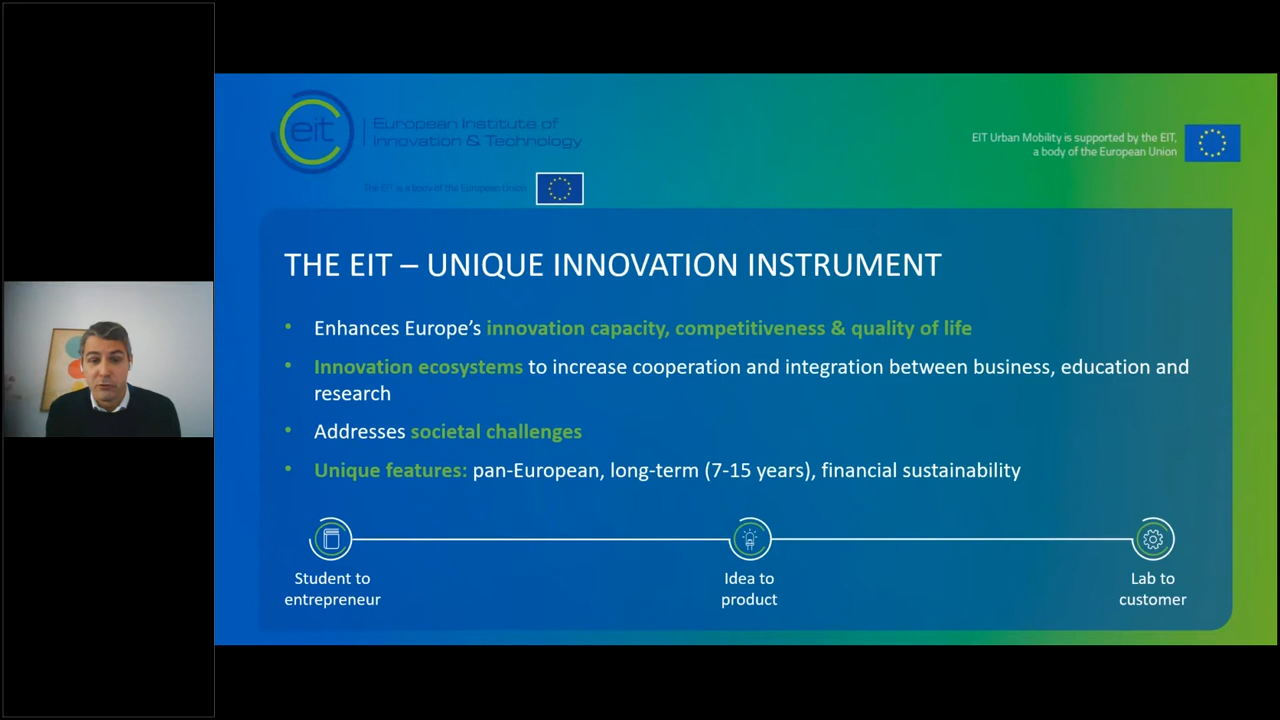 eit
European Institute of
Innovation & Technology
The EIT is a body of the European Union
EIT Urban Mobility is supported by the EIT,
a body of the European Union
THE EIT – UNIQUE INNOVATION INSTRUMENT
• Enhances Europe’s innovation capacity, competitiveness & quality of life
• Innovation ecosystems to increase cooperation and integration between business, education and
research
• Addresses societal challenges
• Unique features: pan-European, long-term (7-15 years), financial sustainability
Student to
entrepreneur
Idea to
product
Lab to
customer